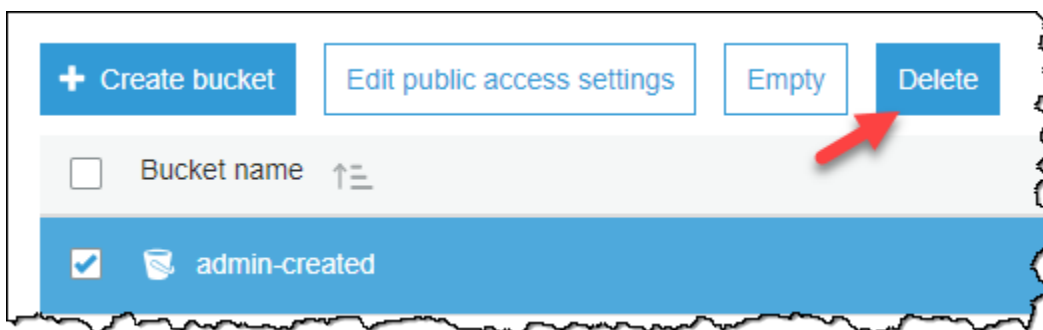 Create bucket Edit public access settings Empty Delete
Bucket name
admin-created